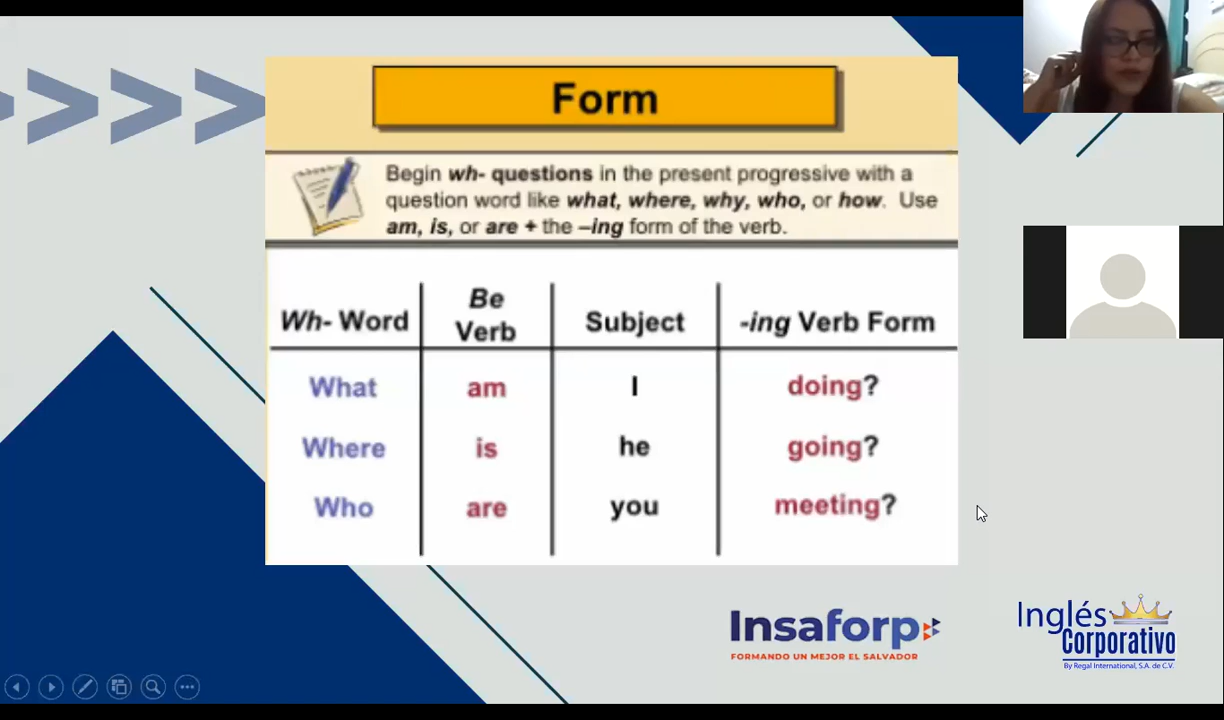 Form
Begin wh- questions in the present progressive with a
question word like what, where, why, who, or how. Use
am, is, or are + the –ing form of the verb.
Wh- Word Be Verb Subject -ing Verb Form
What am I doing?
Where is he going?
Who are you meeting?
Insaforp
FORMANDO UN MEJOR EL SALVADOR
Inglés
Corporativo
By Regal International, S.A. de C.V.